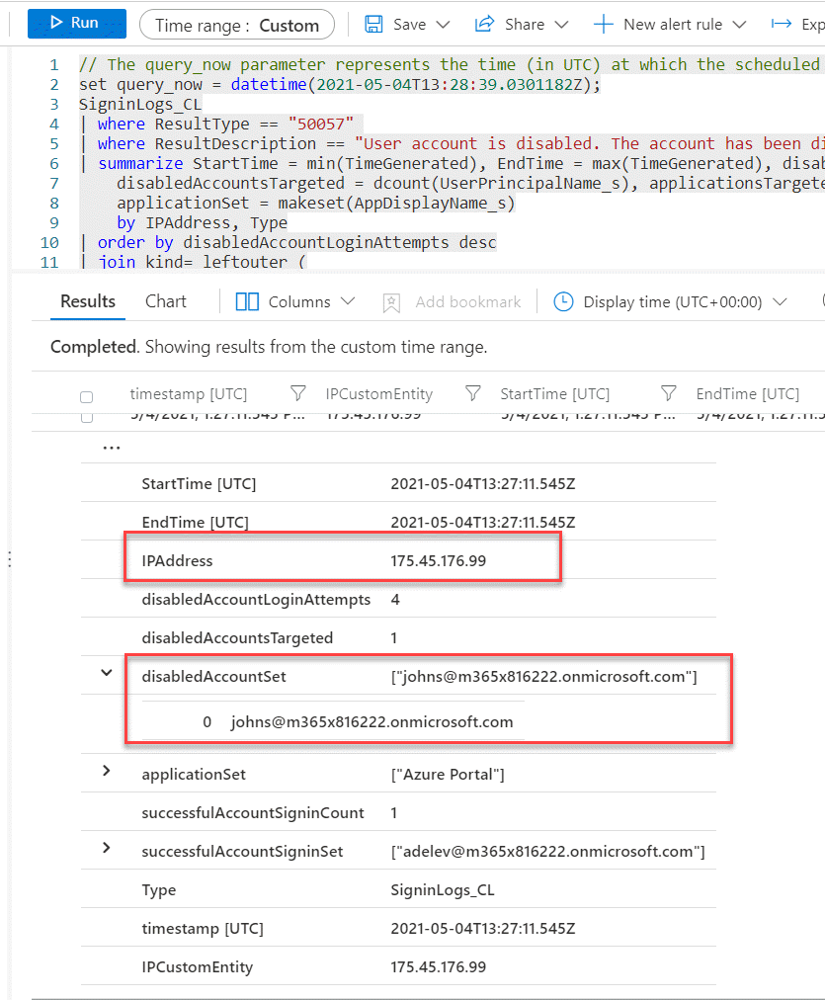 Run Time range : Custom Save Share New alert rule Exp
1 // The query_now parameter represents the time (in UTC) at which the scheduled
2 set query_now = datetime(2021-05-04T13:28:39.0301182Z);
3 SigninLogs_CL
4 | where ResultType == "50057"
5 | where ResultDescription == "User account is disabled. The account has been di
6 | summarize StartTime = min(TimeGenerated), EndTime = max(TimeGenerated), disab
7 disabledAccountsTargeted = dcount(UserPrincipalName_s), applicationsTargete
8 applicationSet = makeset(AppDisplayName_s)
9 by IPAddress, Type
10 | order by disabledAccountLoginAttempts desc
11 | join kind= leftouter (
Results Chart Columns Add bookmark Display time (UTC+00:00)
Completed. Showing results from the custom time range.
timestamp [UTC] IPCustomEntity StartTime [UTC] EndTime [UTC]
5/4/2021, 1:27:11.545 P... 175.45.176.99 5/4/2021, 1:27:11.545 P... 5/4/2021, 1:27:11.5
...
StartTime [UTC] 2021-05-04T13:27:11.545Z
EndTime [UTC] 2021-05-04T13:27:11.545Z
IPAddress 175.45.176.99
disabledAccountLoginAttempts 4
disabledAccountsTargeted 1
disabledAccountSet ["johns@m365x816222.onmicrosoft.com"]
0 johns@m365x816222.onmicrosoft.com
applicationSet ["Azure Portal"]
successfulAccountSigninCount 1
successfulAccountSigninSet ["adelev@m365x816222.onmicrosoft.com"]
Type SigninLogs_CL
timestamp [UTC] 2021-05-04T13:27:11.545Z
IPCustomEntity 175.45.176.99